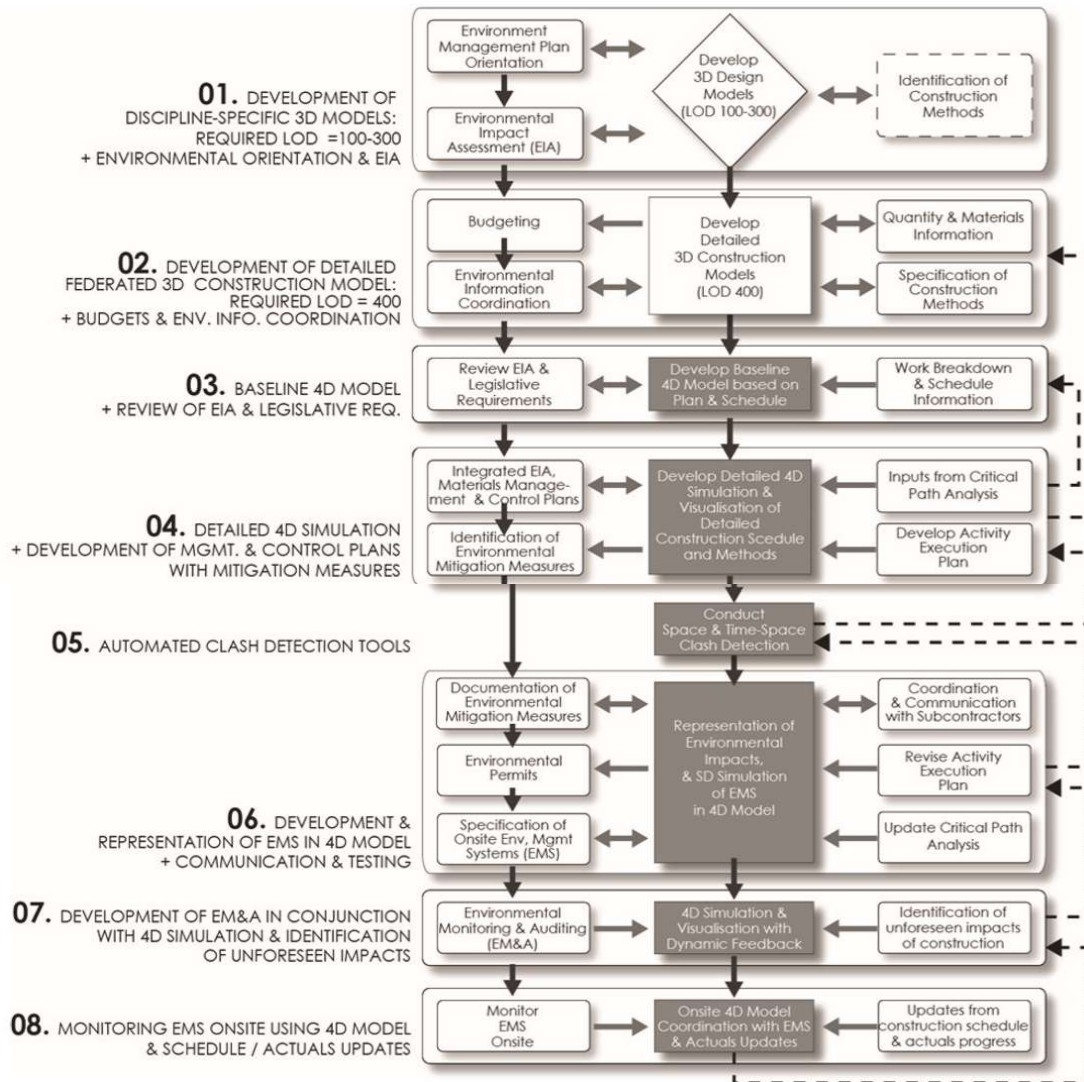 Environment
Management Plan
Orientation
Develop
3D Design
Models
(LOD 100-300)
Identification of
Construction
Methods
01. DEVELOPMENT OF
DISCIPLINE-SPECIFIC 3D MODELS:
REQUIRED LOD =100-300
+ ENVIRONMENTAL ORIENTATION & EIA
Environmental
Impact
Assessment (EIA)
Budgeting
Develop
Detailed
3D Construction
Models
(LOD 400)
Quantify & Materials
Information
02. DEVELOPMENT OF DETAILED
FEDERATED 3D CONSTRUCTION MODEL:
REQUIRED LOD = 400
+ BUDGETS & ENV. INFO. COORDINATION
Environmental
Information
Coordination
Specification of
Construction
Methods
03. BASELINE 4D MODEL
+ REVIEW OF EIA & LEGISLATIVE REQ.
Review EIA &
Legislative
Requirements
Develop Baseline
4D Model based on
Plan & Schedule
Work Breakdown
& Schedule
Information
Integrated EIA,
Materials Manage-
ment & Control Plans
Develop Detailed 4D
Simulation &
Visualisation of
Detailed
Construction Scedule
and Methods
Inputs from Critical
Path Analysis
04. DETAILED 4D SIMULATION
+ DEVELOPMENT OF MGMT. & CONTROL PLANS
WITH MITIGATION MEASURES
Identification of
Environmental
Mitigation Measures
Develop Activity
Execution
Plan
05. AUTOMATED CLASH DETECTION TOOLS
Conduct
Space & Time-Space
Clash Detection
Documentation of
Environmental
Mitigation Measures
Representation of
Environmental
Impacts,
& SD Simulation
of EMS
in 4D Model
Coordination
& Communication
with Subcontractors
Environmental
Permits
Revise Activity
Execution
Plan
06. DEVELOPMENT &
REPRESENTATION OF EMS IN 4D MODEL
+ COMMUNICATION & TESTING
Specification of
Onsite Env, Mgmt
Systems (EMS)
Update Critical Path
Analysis
07. DEVELOPMENT OF EM&A IN CONJUNCTION
WITH 4D SIMULATION & IDENTIFICATION
OF UNFORESEEN IMPACTS
Environmental
Monitoring & Auditing
(EM&A)
4D Simulation &
Visualisation with
Dynamic Feedback
Identification of
unforeseen impacts
of construction
08. MONITORING EMS ONSITE USING 4D MODEL
& SCHEDULE / ACTUALS UPDATES
Monitor
EMS
Onsite
Onsite 4D Model
Coordination with EMS
& Actuals Updates
Updates from
construction schedule
& actuals progress